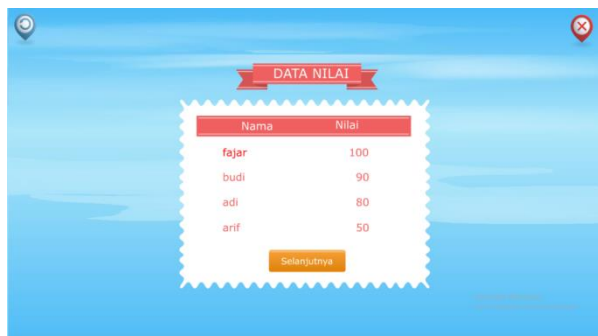 DATA NILAI
Nama Nilai
fajar 100
budi 90
adi 80
arif 50
Selanjutnya